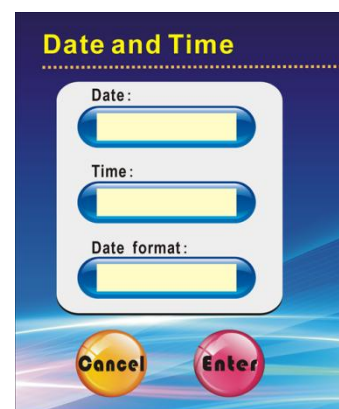 Date and Time
Date:
Time:
Date format:
Cancel Enter